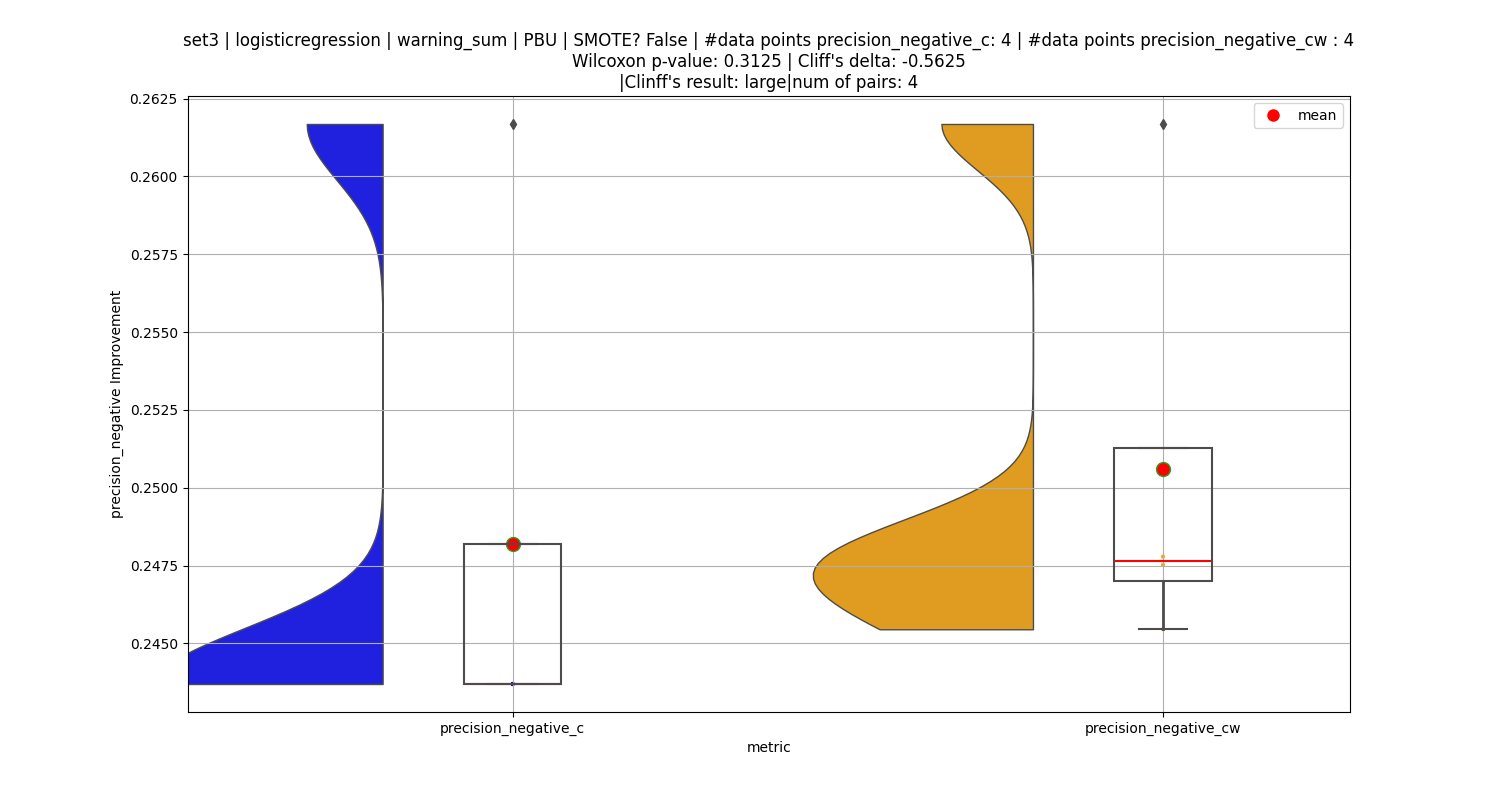 set3 | logisticregression | warning_sum | PBU | SMOTE? False | #data points precision_negative_c: 4 | #data points precision_negative_cw : 4
Wilcoxon p-value: 0.3125 | Cliff's delta: -0.5625
|Clinff's result: large|num of pairs: 4
mean
0.2625
0.2600
0.2575
0.2550
0.2525
0.2500
0.2475
0.2450
precision_negative Improvement
precision_negative_c
precision_negative_cw
metric